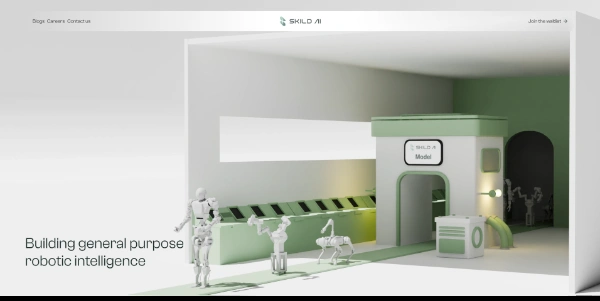 Blogs Careers Contact us
SKILD AI
Join the waitlist →
SKILD AI
Model
Building general purpose
robotic intelligence